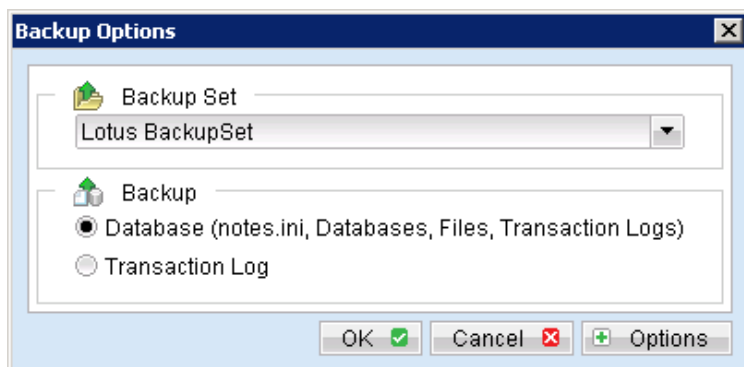 Backup Options
Backup Set
Lotus BackupSet
Backup
Database (notes.ini, Databases, Files, Transaction Logs)
Transaction Log
OK Cancel Options